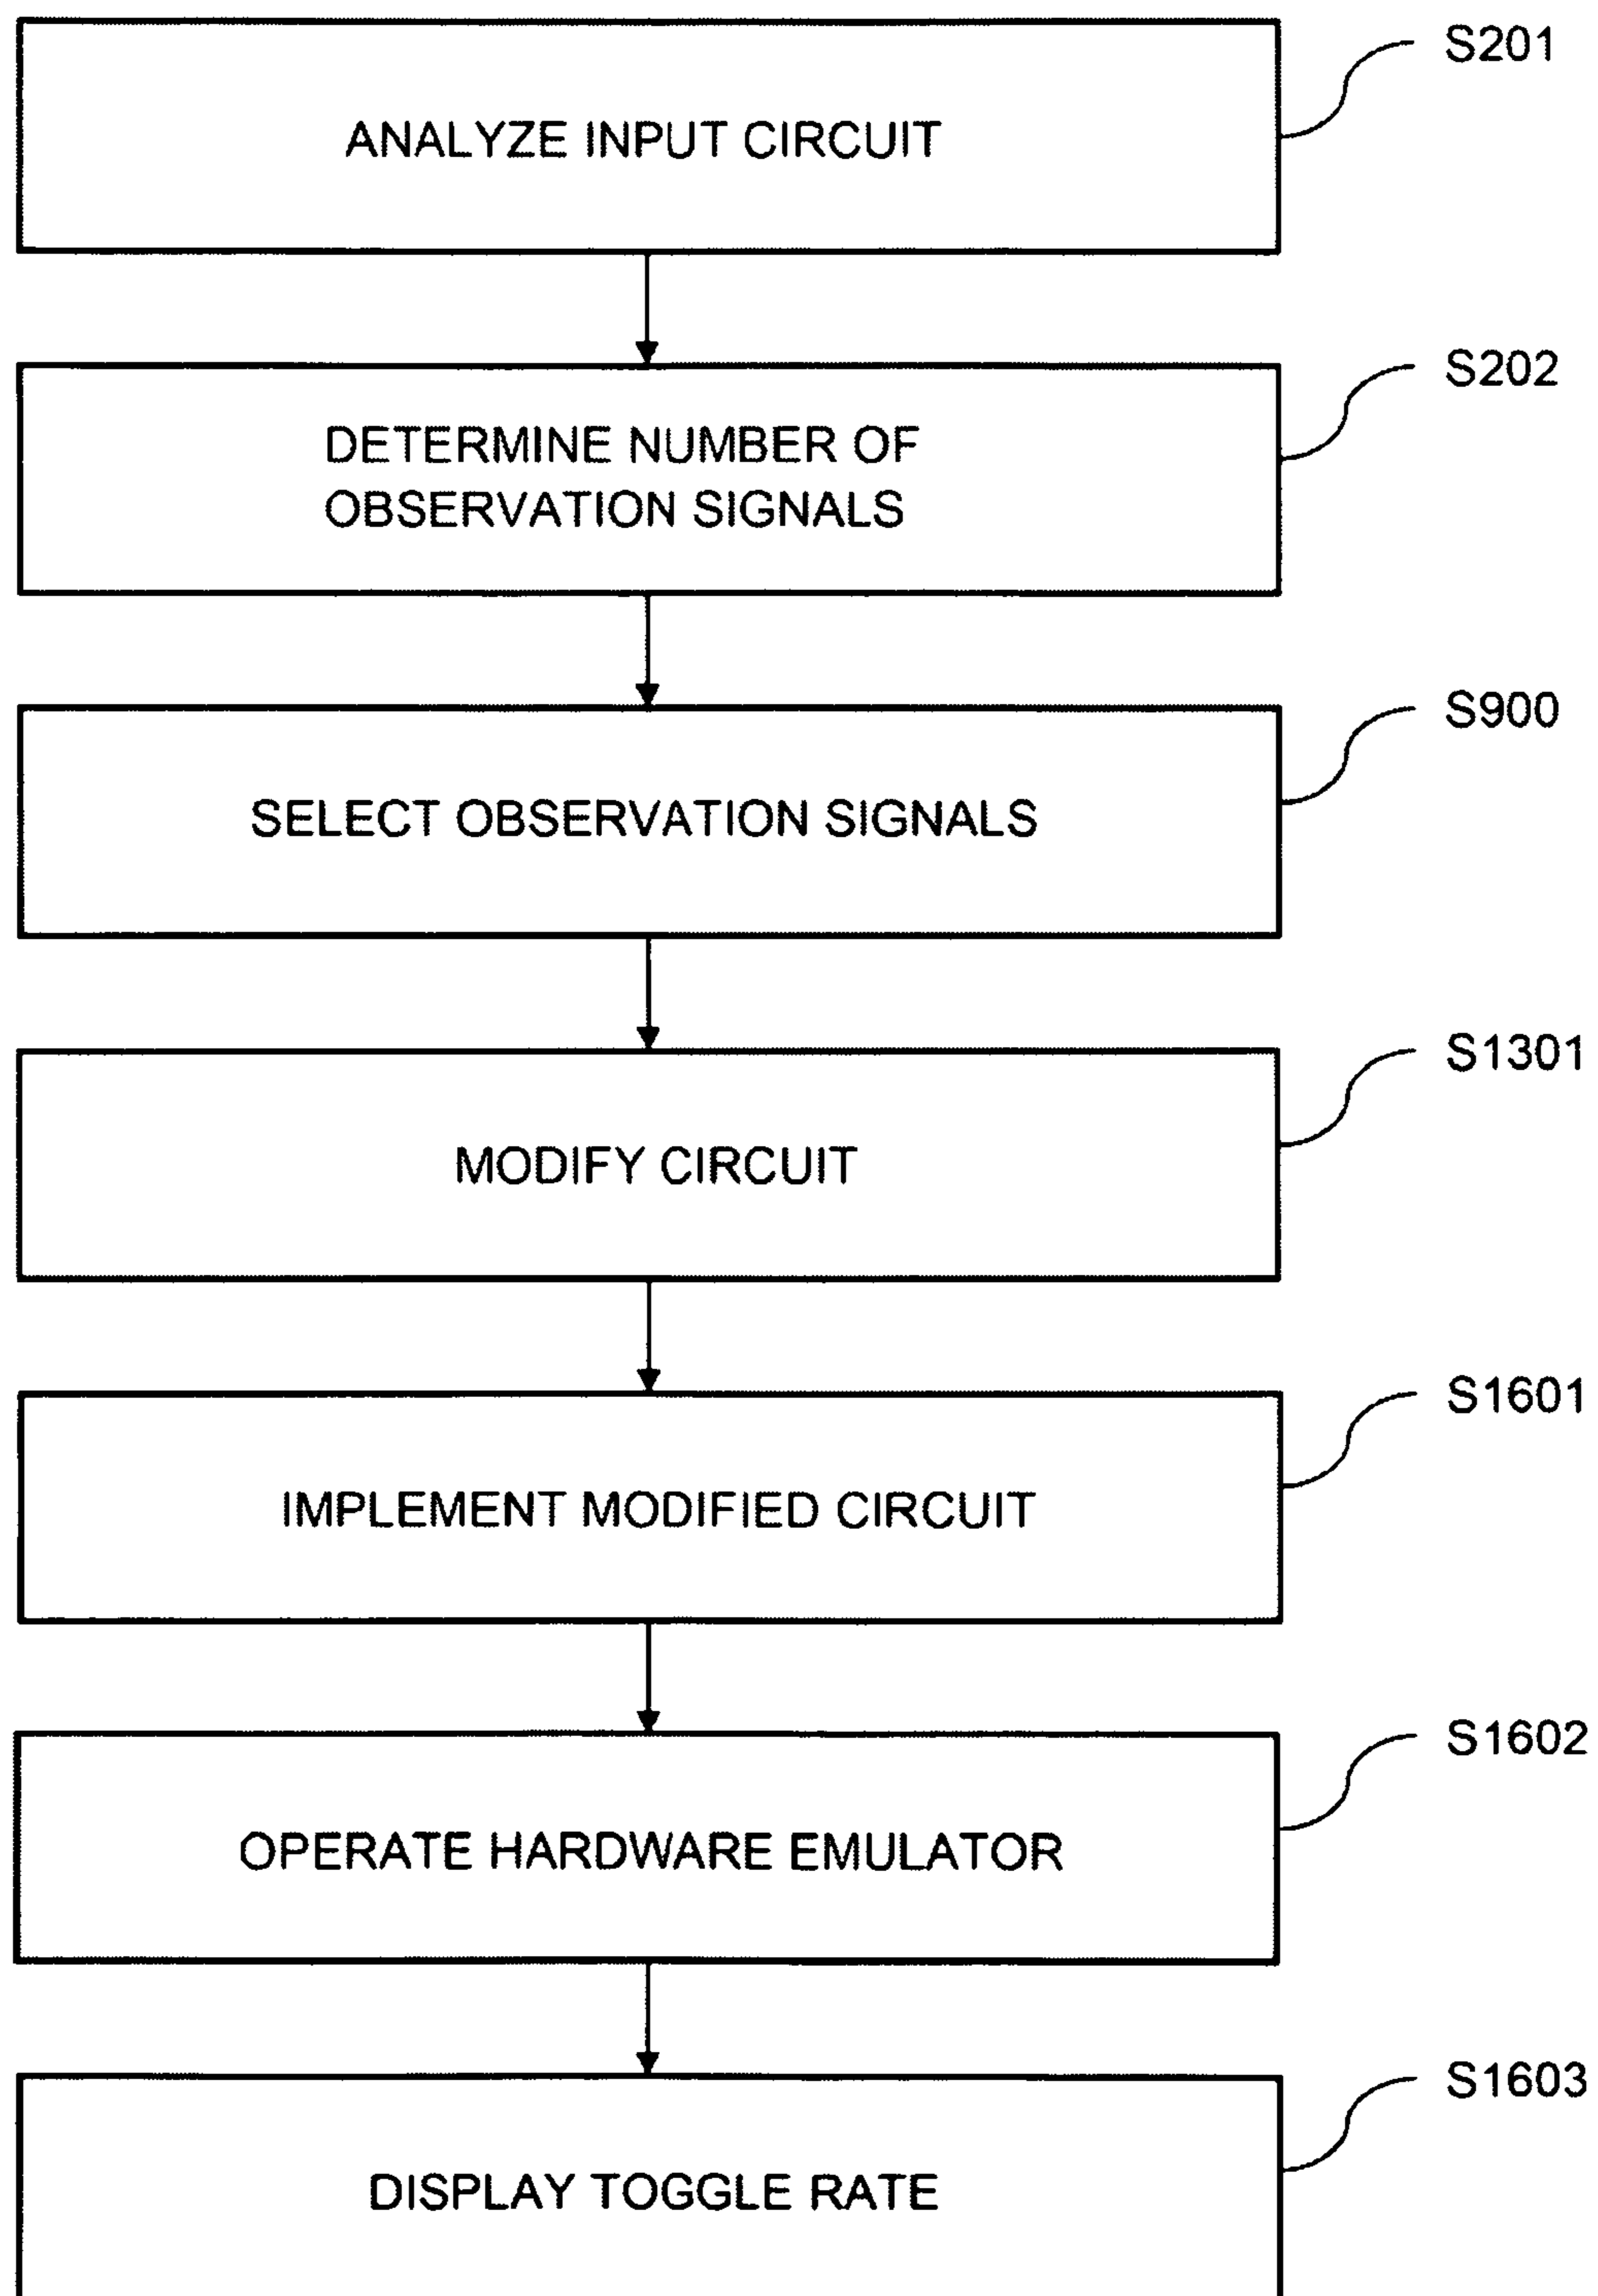 S201
ANALYZE INPUT CIRCUIT
S202
DETERMINE NUMBER OF
OBSERVATION SIGNALS
S900
SELECT OBSERVATION SIGNALS
S1301
MODIFY CIRCUIT
S1601
IMPLEMENT MODIFIED CIRCUIT
S1602
OPERATE HARDWARE EMULATOR
S1603
DISPLAY TOGGLE RATE